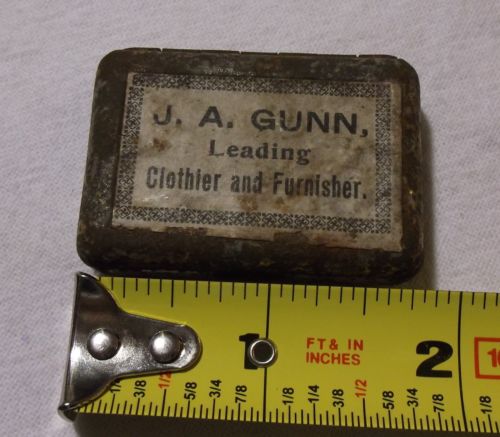 J. A. GUNN,
Leading
Clothier and Furnisher.
1 FT & IN 2
INCHES
1/4 3/8 1/2 5/8 3/4 7/8 1/8 1/4 3/8 1/2 5/8 3/4 7/8 1/8